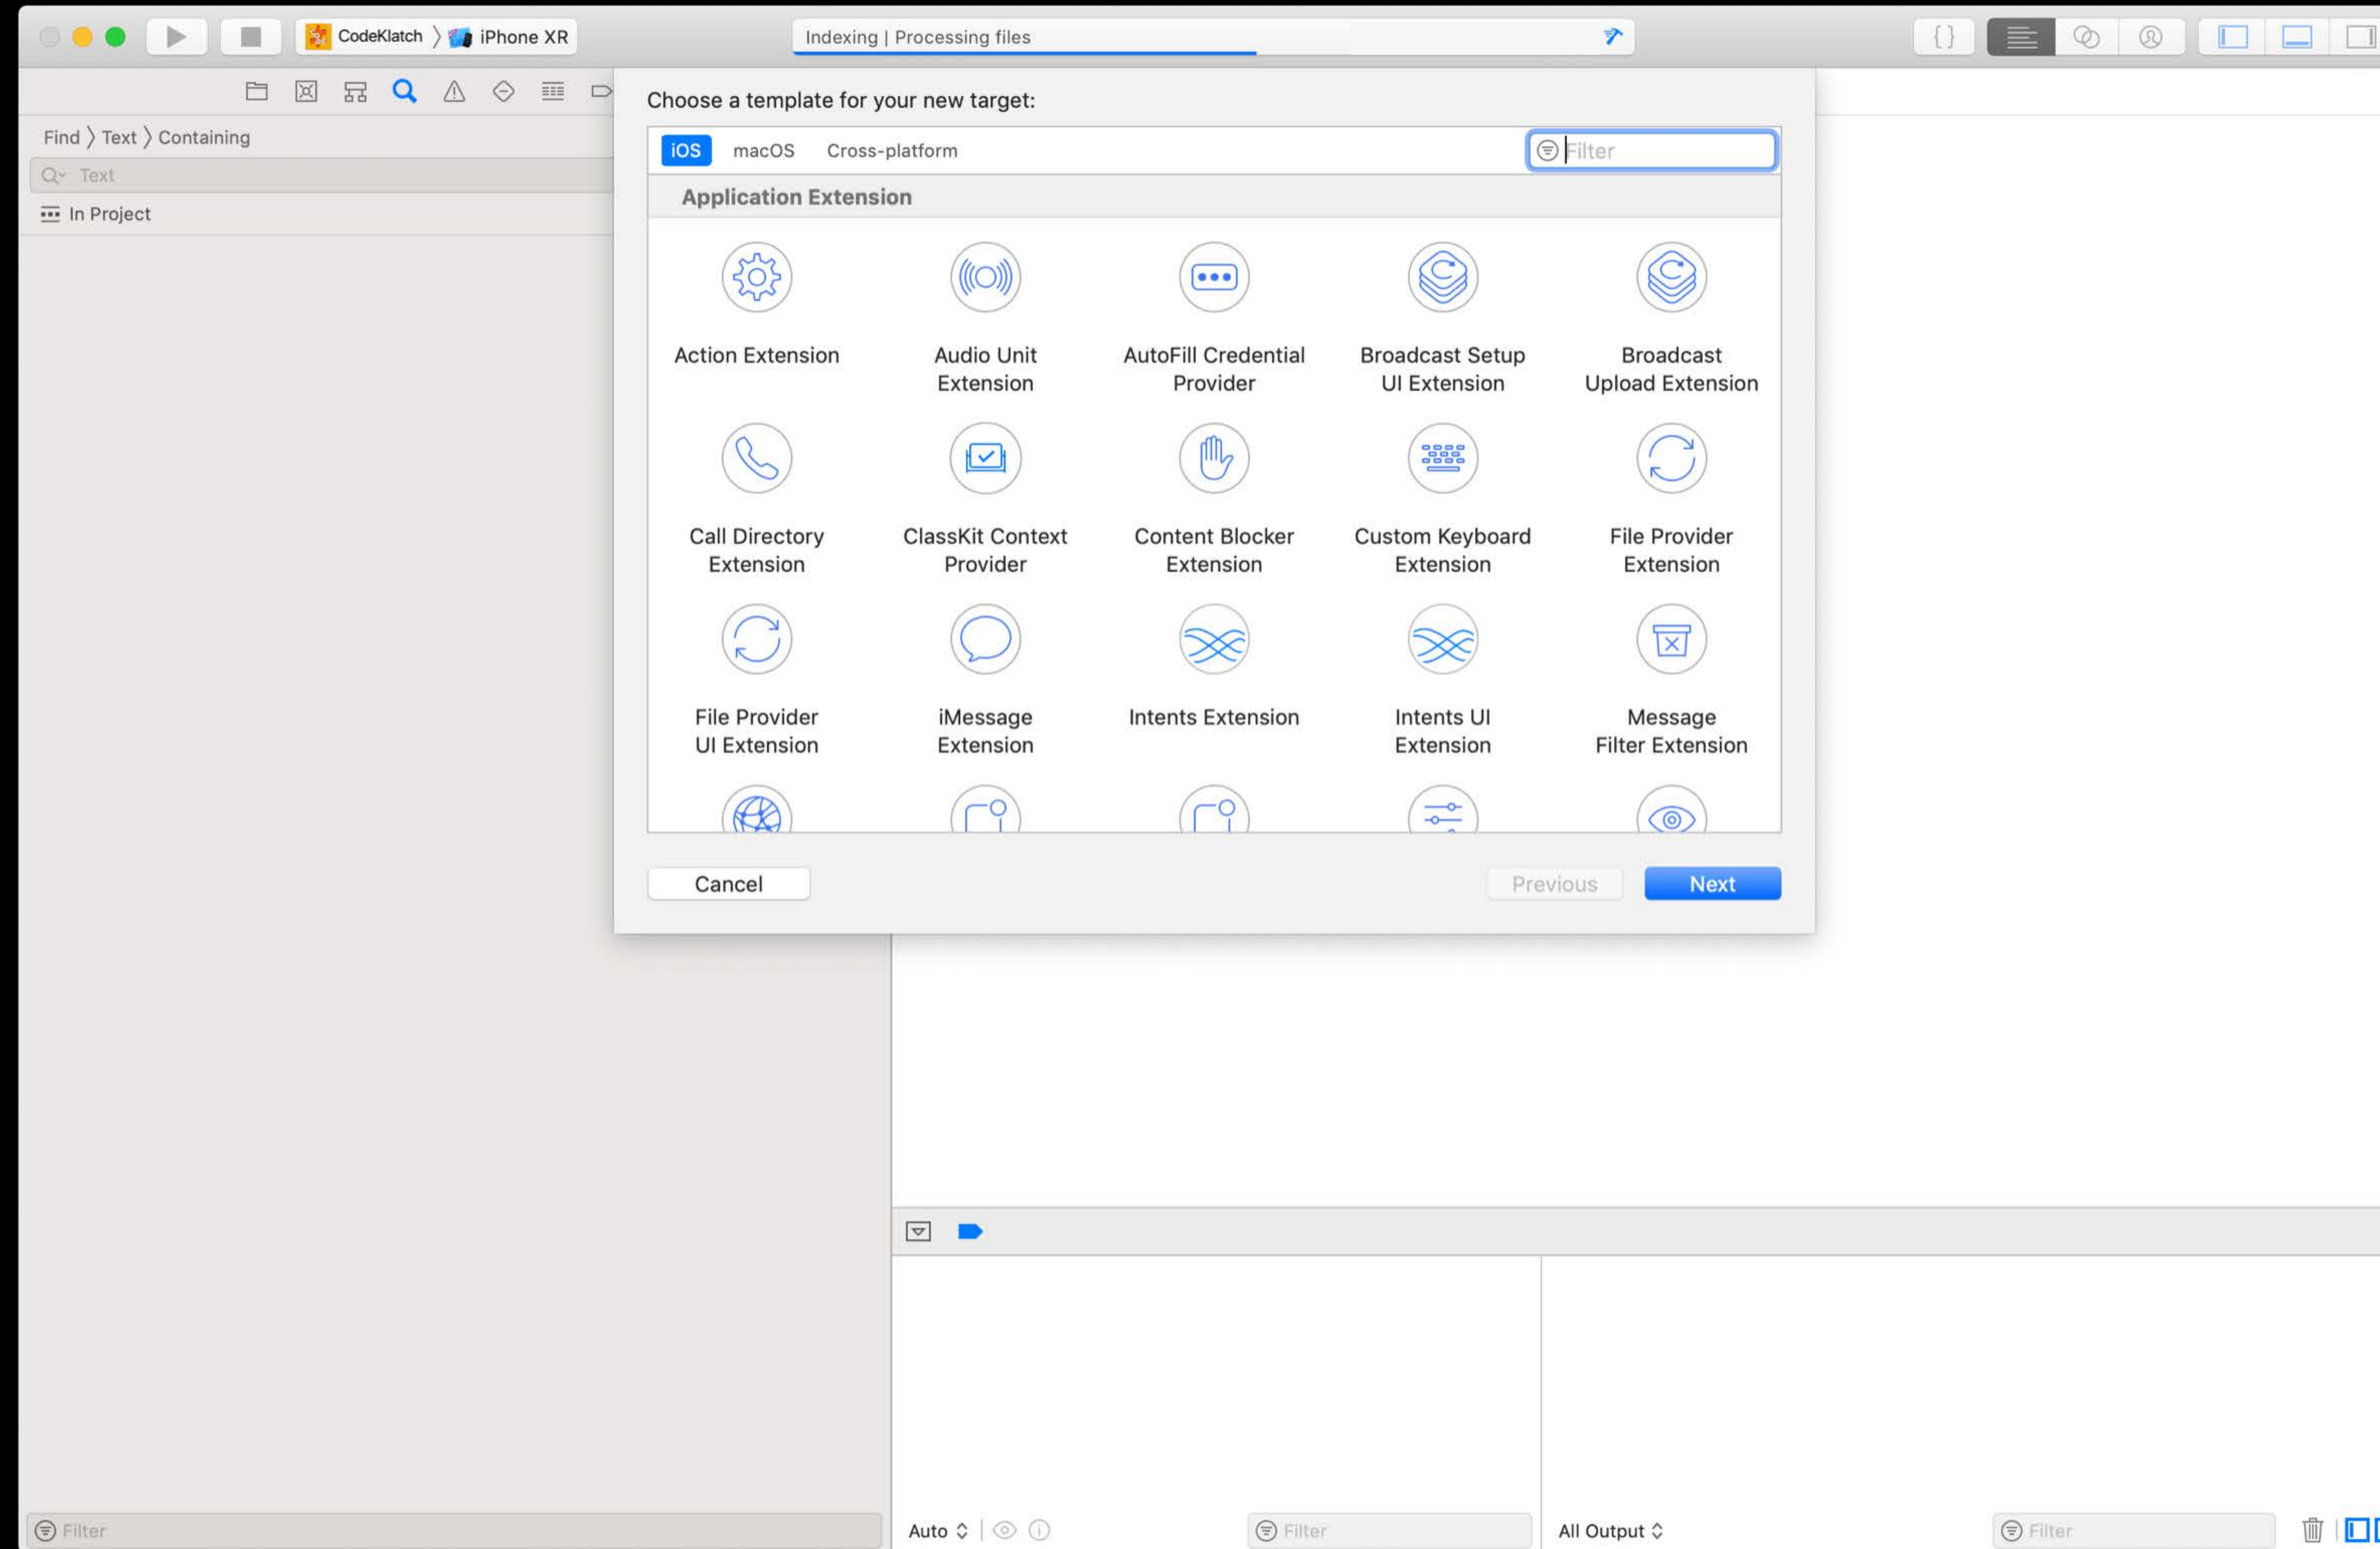 CodeKlatch 〉 iPhone XR
Indexing | Processing files
{ }
Find 〉 Text 〉 Containing
Text
In Project
Choose a template for your new target:
iOS macOS Cross-platform
Filter
Application Extension
Action Extension
Audio Unit
Extension
AutoFill Credential
Provider
Broadcast Setup
UI Extension
Broadcast
Upload Extension
Call Directory
Extension
ClassKit Context
Provider
Content Blocker
Extension
Custom Keyboard
Extension
File Provider
Extension
File Provider
UI Extension
iMessage
Extension
Intents Extension
Intents UI
Extension
Message
Filter Extension
Cancel
Previous
Next
Filter
Auto
Filter
All Output
Filter